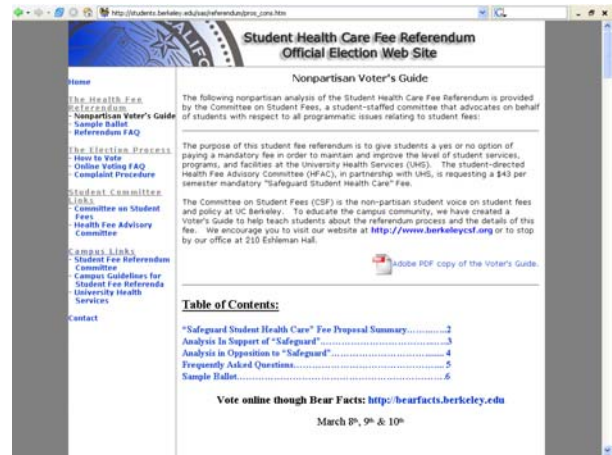 http://students.berkeley.edu/sas/referendum/pros_cons.htm
CALIFO
Student Health Care Fee Referendum
Official Election Web Site
Home
The Health Fee
Referendum
- Nonpartisan Voter's Guide
- Sample Ballot
- Referendum FAQ
The Election Process
- How to Vote
- Online Voting FAQ
- Complaint Procedure
Student Committee
Links
- Committee on Student
Fees
- Health Fee Advisory
Committee
Campus Links
- Student Fee Referendum
Committee
- Campus Guidelines for
Student Fee Referenda
- University Health
Services
Contact
Nonpartisan Voter's Guide
The following nonpartisan analysis of the Student Health Care Fee Referendum is provided
by the Committee on Student Fees, a student-staffed committee that advocates on behalf
of students with respect to all programmatic issues relating to student fees:
The purpose of this student fee referendum is to give students a yes or no option of
paying a mandatory fee in order to maintain and improve the level of student services,
programs, and facilities at the University Health Services (UHS). The student-directed
Health Fee Advisory Committee (HFAC), in partnership with UHS, is requesting a $43 per
semester mandatory "Safeguard Student Health Care" Fee.
The Committee on Student Fees (CSF) is the non-partisan student voice on student fees
and policy at UC Berkeley. To educate the campus community, we have created a
Voter's Guide to help teach students about the referendum process and the details of this
fee. We encourage you to visit our website at http://www.berkeleycsf.org or to stop
by our office at 210 Eshleman Hall.
Adobe PDF copy of the Voter's Guide.
Table of Contents:
"Safeguard Student Health Care" Fee Proposal Summary............2
Analysis In Support of "Safeguard"......................................3
Analysis in Opposition to "Safeguard".................................. 4
Frequently Asked Questions............................................... 5
Sample Ballot...............................................................6
Vote online though Bear Facts: http://bearfacts.berkeley.edu
March 8th, 9th & 10th